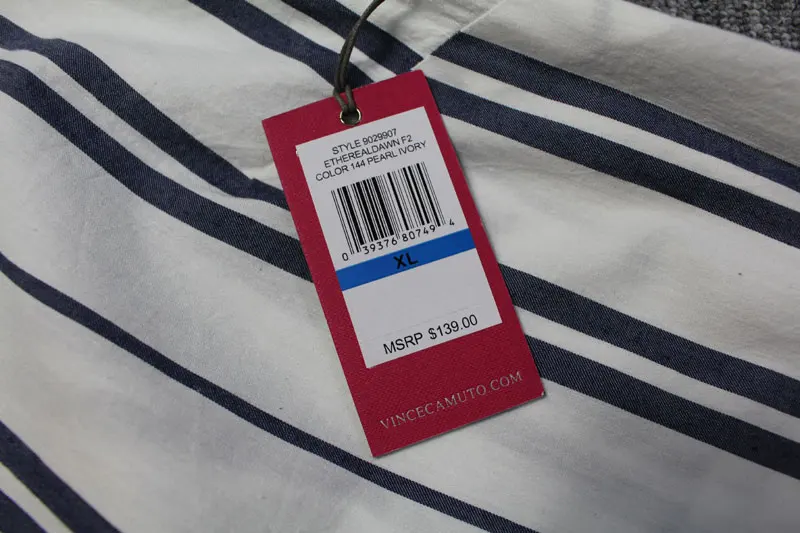 STYLE 9029907
ETHEREALDAWN F2
COLOR 144 PEARL IVORY
0 39376 80749 4
XL
MSRP $139.00
VINCECAMUTO.COM